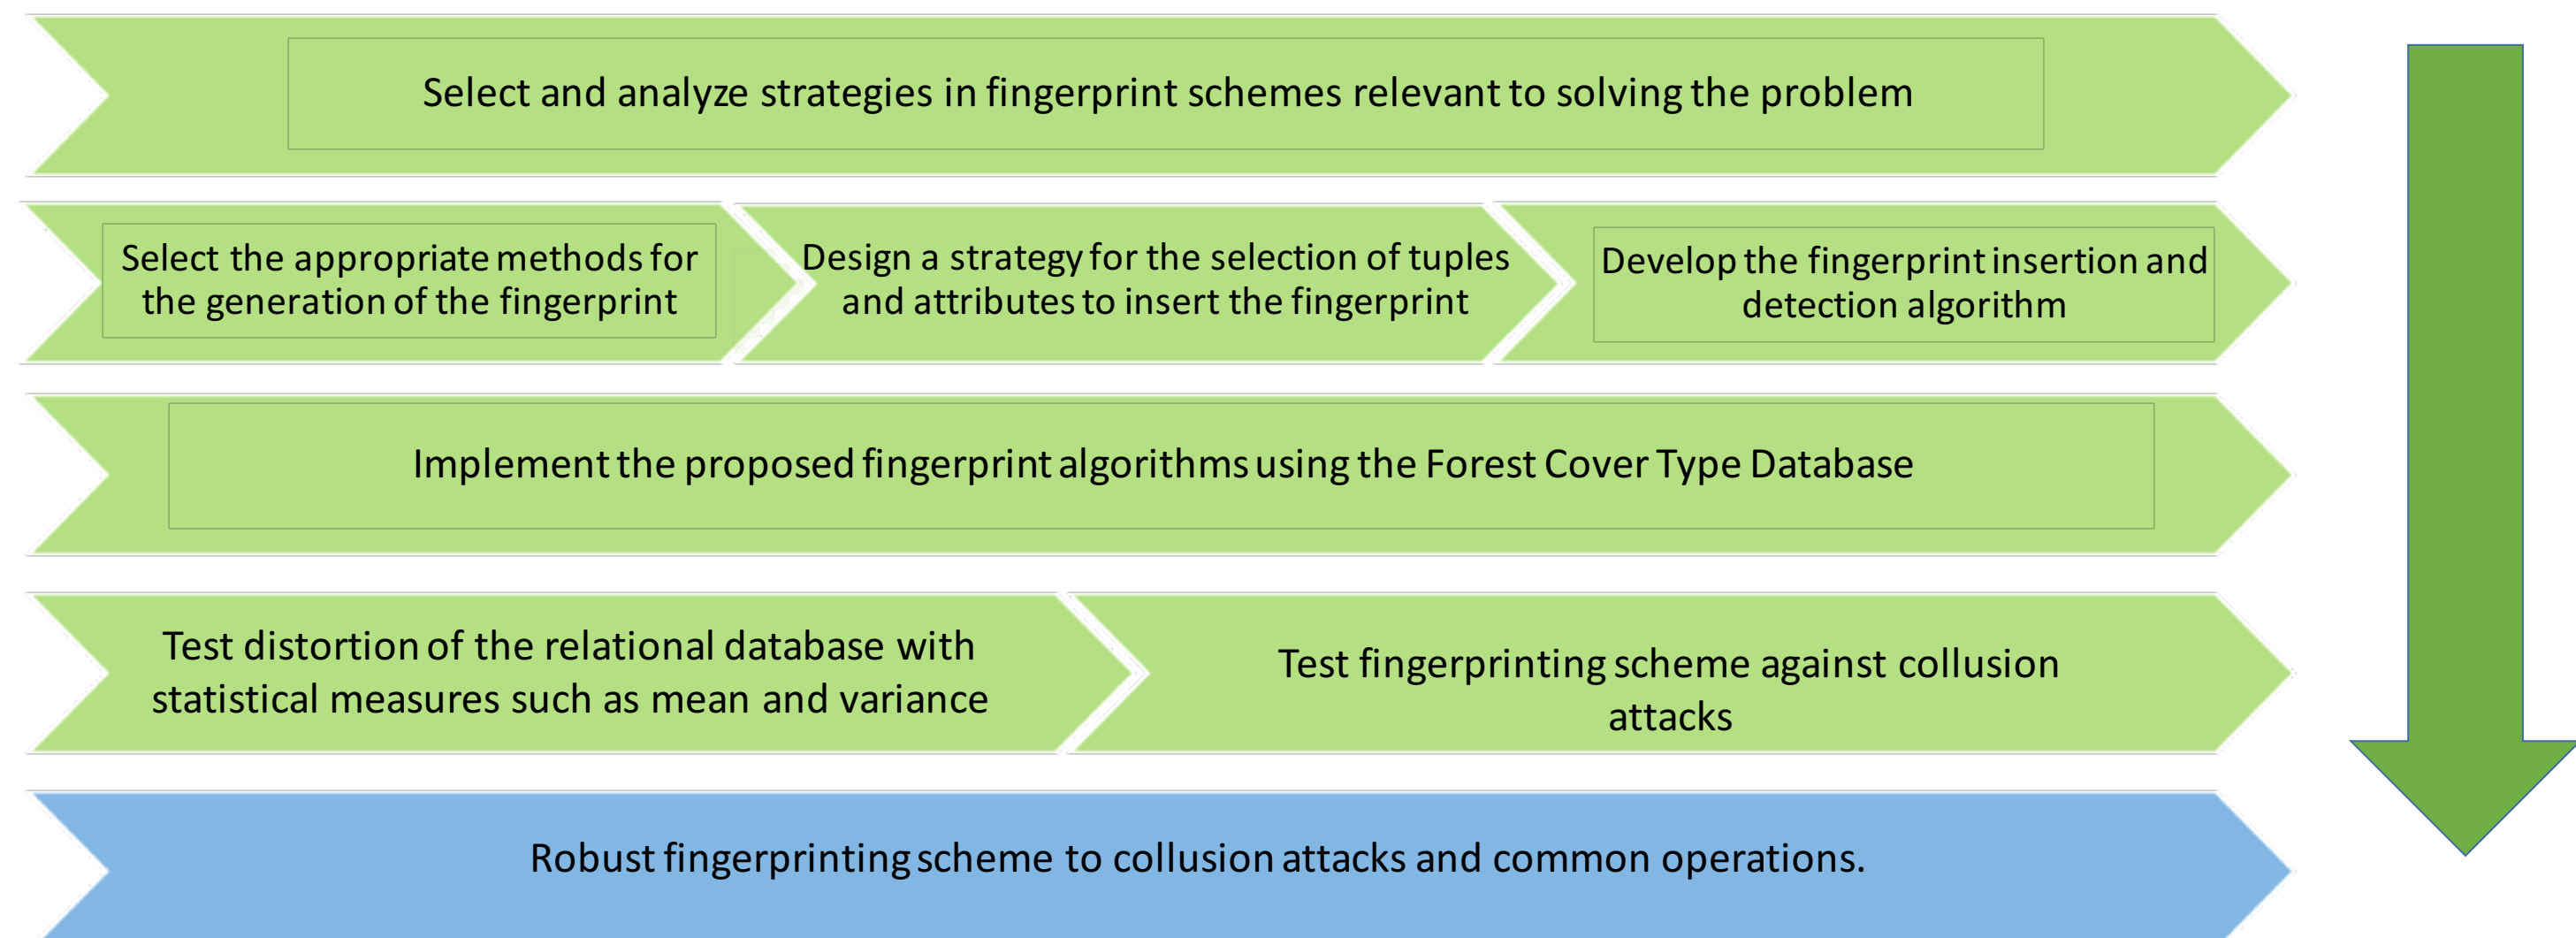 Select and analyze strategies in fingerprint schemes relevant to solving the problem
Select the appropriate methods for
the generation of the fingerprint
Design a strategy for the selection of tuples
and attributes to insert the fingerprint
Develop the fingerprint insertion and
detection algorithm
Implement the proposed fingerprint algorithms using the Forest Cover Type Database
Test distortion of the relational database with
statistical measures such as mean and variance
Test fingerprinting scheme against collusion
attacks
Robust fingerprinting scheme to collusion attacks and common operations.